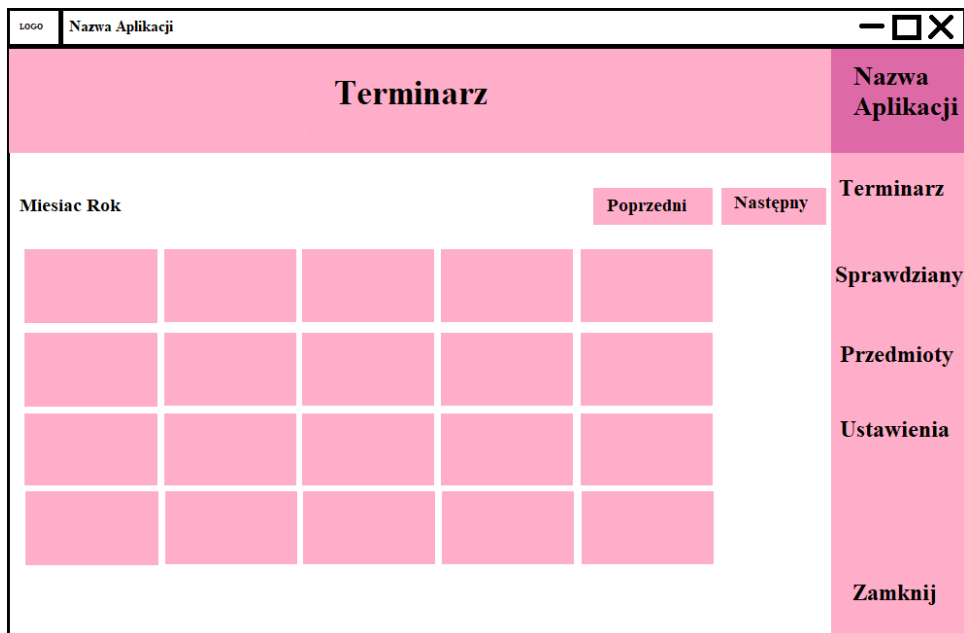 LOGO
Nazwa Aplikacji
Terminarz
Nazwa
Aplikacji
Miesiac Rok
Poprzedni
Następny
Terminarz
Sprawdziany
Przedmioty
Ustawienia
Zamknij